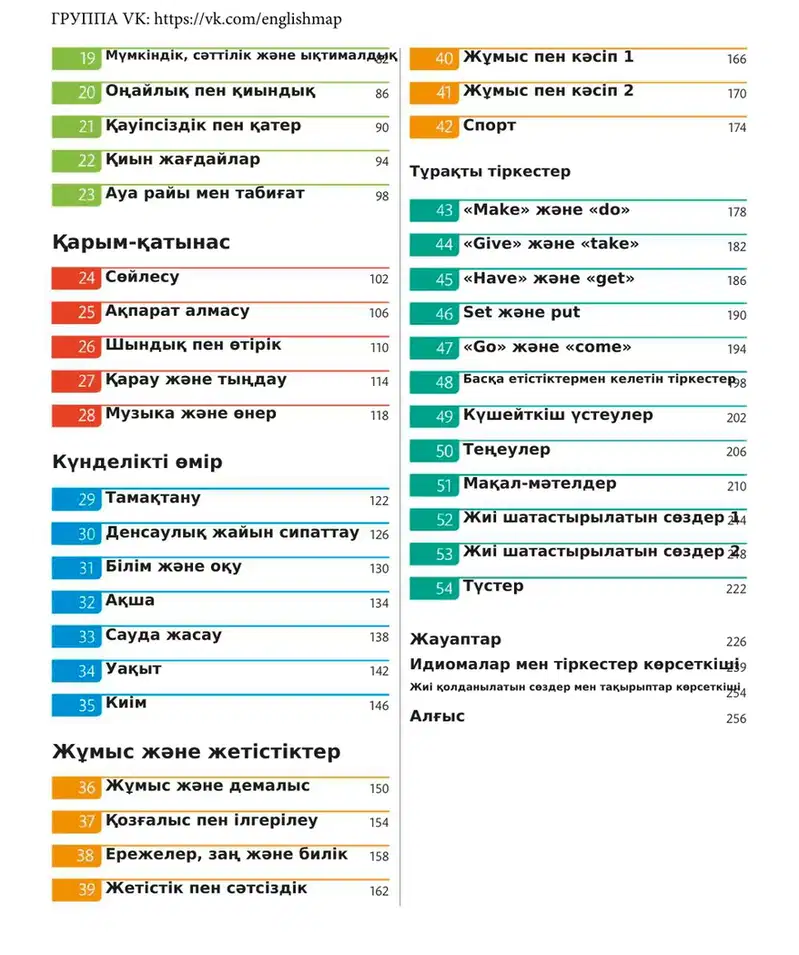 ГРУППА VK: https://vk.com/englishmap
19 Мүмкіндік, сәттілік және ықтималдық 82
20 Оңайлық пен қиындық 86
21 Қауіпсіздік пен қатер 90
22 Қиын жағдайлар 94
23 Ауа райы мен табиғат 98
Қарым-қатынас
24 Сөйлесу 102
25 Ақпарат алмасу 106
26 Шындық пен өтірік 110
27 Қарау және тыңдау 114
28 Музыка және өнер 118
Күнделікті өмір
29 Тамақтану 122
30 Денсаулық жайын сипаттау 126
31 Білім және оқу 130
32 Ақша 134
33 Сауда жасау 138
34 Уақыт 142
35 Киім 146
Жұмыс және жетістіктер
36 Жұмыс және демалыс 150
37 Қозғалыс пен ілгерілеу 154
38 Ережелер, заң және билік 158
39 Жетістік пен сәтсіздік 162
40 Жұмыс пен кәсіп 1 166
41 Жұмыс пен кәсіп 2 170
42 Спорт 174
Тұрақты тіркестер
43 «Make» және «do» 178
44 «Give» және «take» 182
45 «Have» және «get» 186
46 Set және put 190
47 «Go» және «come» 194
48 Басқа етістіктермен келетін тіркестер 198
49 Күшейткіш үстеулер 202
50 Теңеулер 206
51 Мақал-мәтелдер 210
52 Жиі шатастырылатын сөздер 1 214
53 Жиі шатастырылатын сөздер 2 218
54 Түстер 222
Жауаптар 226
Идиомалар мен тіркестер көрсеткіші 239
Жиі қолданылатын сөздер мен тақырыптар көрсеткіші 254
Алғыс 256